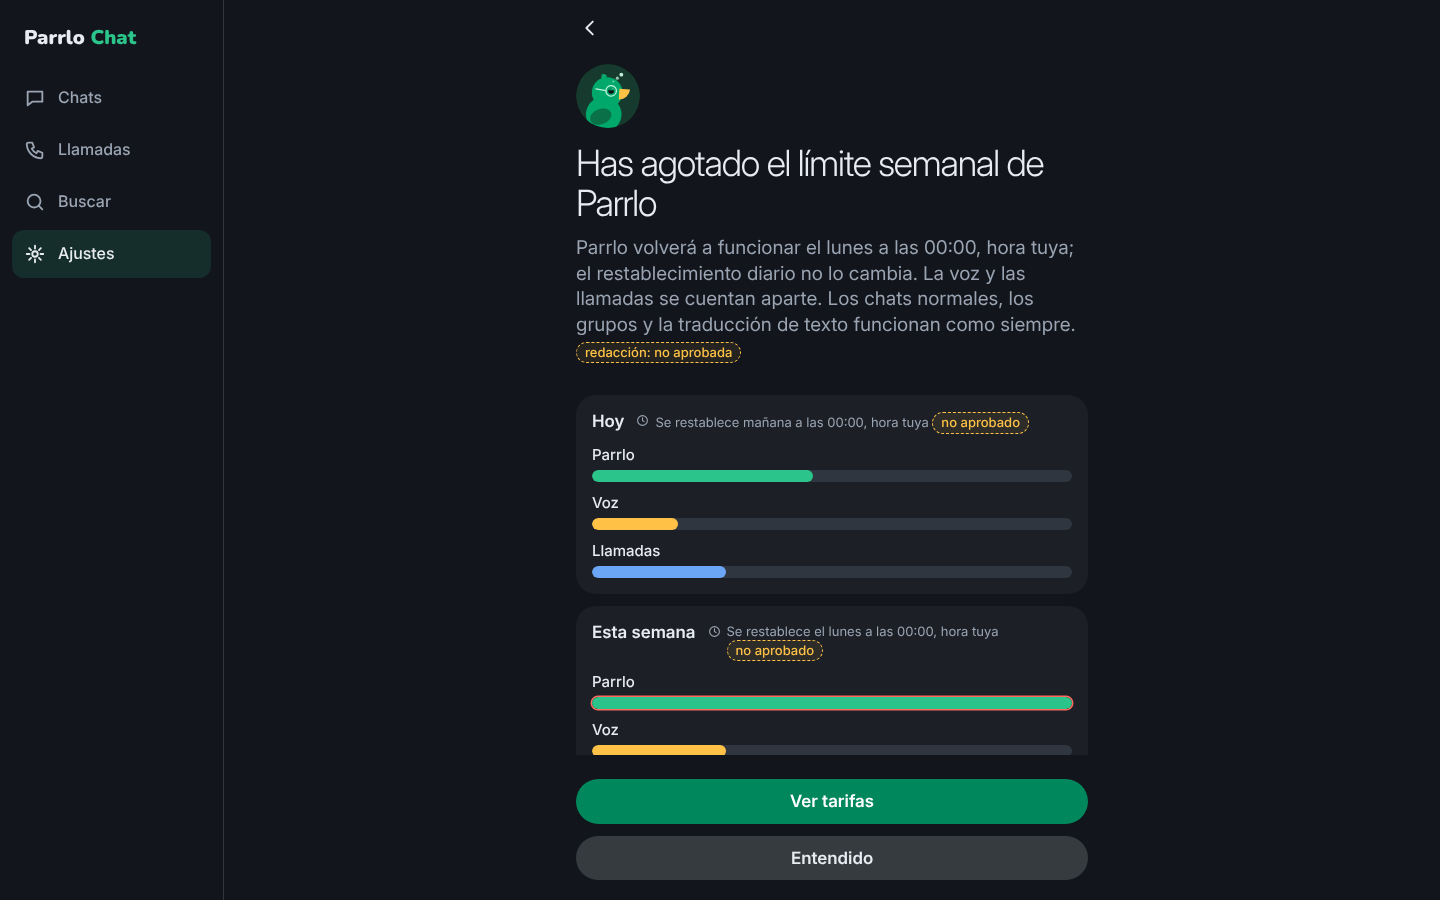 Parrlo Chat
Chats
Llamadas
Buscar
Ajustes
Has agotado el límite semanal de
Parrlo
Parrlo volverá a funcionar el lunes a las 00:00, hora tuya;
el restablecimiento diario no lo cambia. La voz y las
llamadas se cuentan aparte. Los chats normales, los
grupos y la traducción de texto funcionan como siempre.
redacción: no aprobada
Hoy Se restablece mañana a las 00:00, hora tuya no aprobado
Parrlo
Voz
Llamadas
Esta semana Se restablece el lunes a las 00:00, hora tuya
no aprobado
Parrlo
Voz
Ver tarifas
Entendido